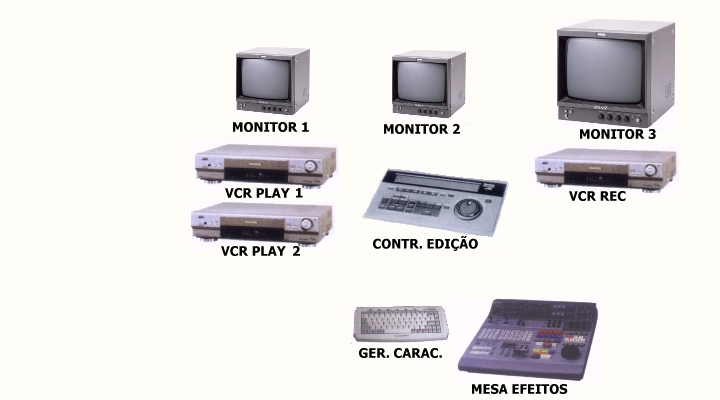 MONITOR 1
MONITOR 2
MONITOR 3
VCR PLAY 1
VCR REC
VCR PLAY 2
CONTR. EDIÇÃO
GER. CARAC.
MESA EFEITOS